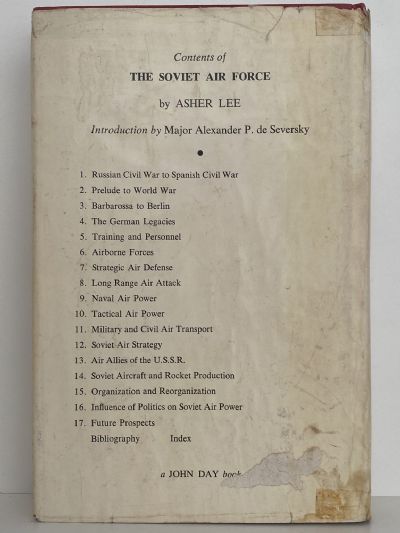 Contents of
THE SOVIET AIR FORCE
by ASHER LEE
Introduction by Major Alexander P. de Seversky
1. Russian Civil War to Spanish Civil War
2. Prelude to World War
3. Barbarossa to Berlin
4. The German Legacies
5. Training and Personnel
6. Airborne Forces
7. Strategic Air Defense
8. Long Range Air Attack
9. Naval Air Power
10. Tactical Air Power
11. Military and Civil Air Transport
12. Soviet Air Strategy
13. Air Allies of the U.S.S.R.
14. Soviet Aircraft and Rocket Production
15. Organization and Reorganization
16. Influence of Politics on Soviet Air Power
17. Future Prospects
Bibliography Index
a JOHN DAY book